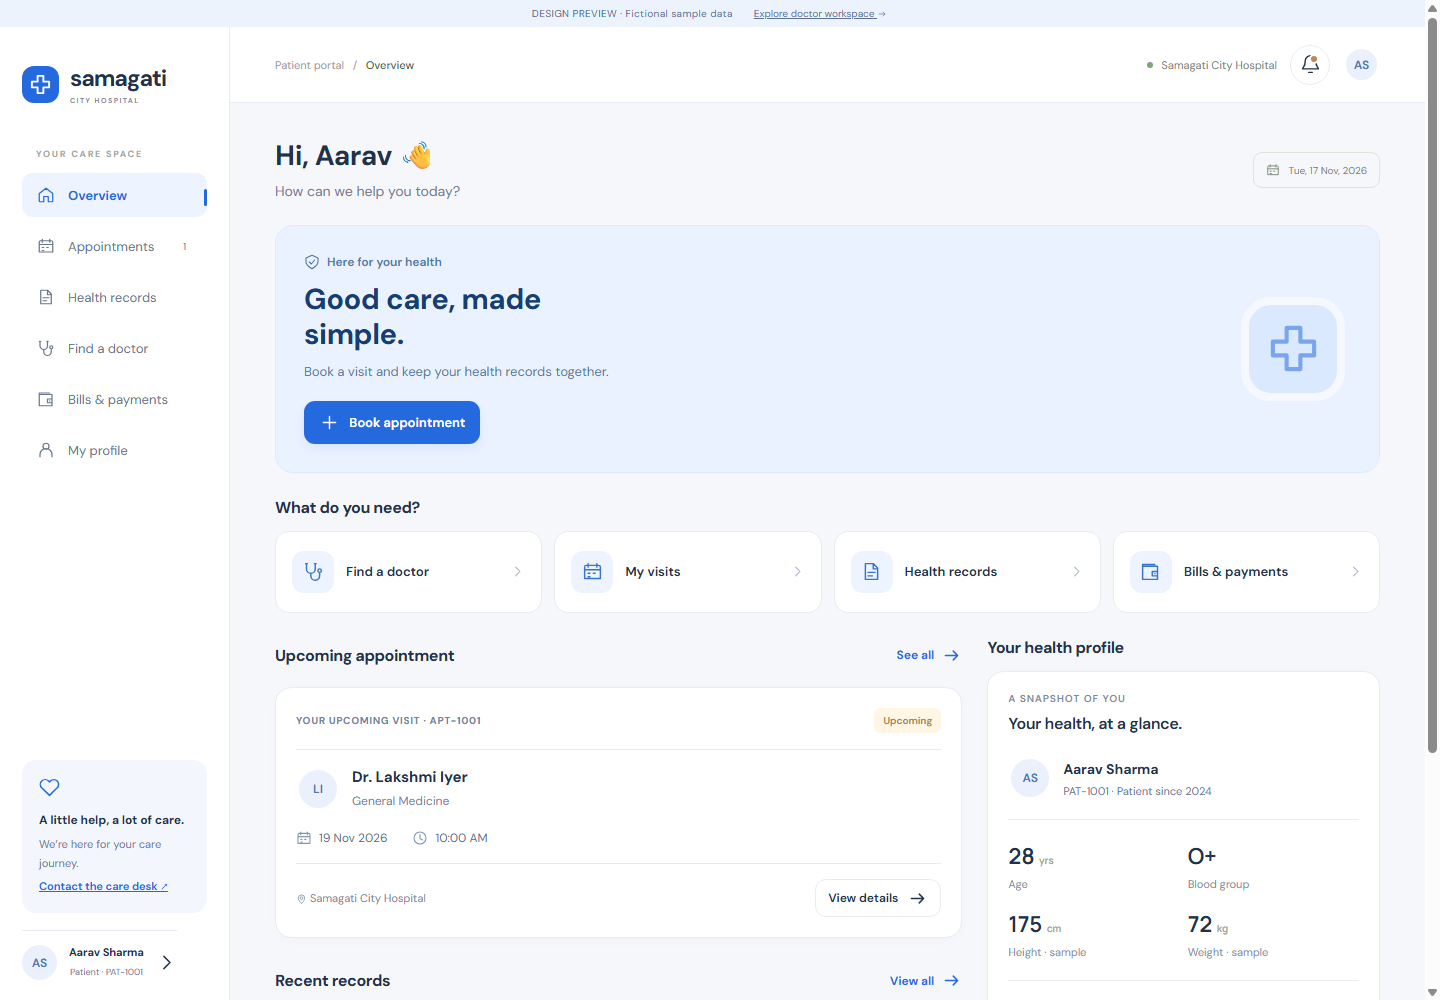 DESIGN PREVIEW · Fictional sample data Explore doctor workspace →
samagati
CITY HOSPITAL
YOUR CARE SPACE
Overview
Appointments 1
Health records
Find a doctor
Bills & payments
My profile
A little help, a lot of care.
We're here for your care
journey.
Contact the care desk ↗
AS
Aarav Sharma
Patient · PAT-1001
Patient portal / Overview
Samagati City Hospital
AS
Hi, Aarav 👋
How can we help you today?
Tue, 17 Nov, 2026
Here for your health
Good care, made
simple.
Book a visit and keep your health records together.
Book appointment
What do you need?
Find a doctor
My visits
Health records
Bills & payments
Upcoming appointment
See all →
YOUR UPCOMING VISIT · APT-1001
Upcoming
LI
Dr. Lakshmi Iyer
General Medicine
19 Nov 2026
10:00 AM
Samagati City Hospital
View details →
Recent records
View all →
Your health profile
A SNAPSHOT OF YOU
Your health, at a glance.
AS
Aarav Sharma
PAT-1001 · Patient since 2024
28 yrs
Age
O+
Blood group
175 cm
Height · sample
72 kg
Weight · sample